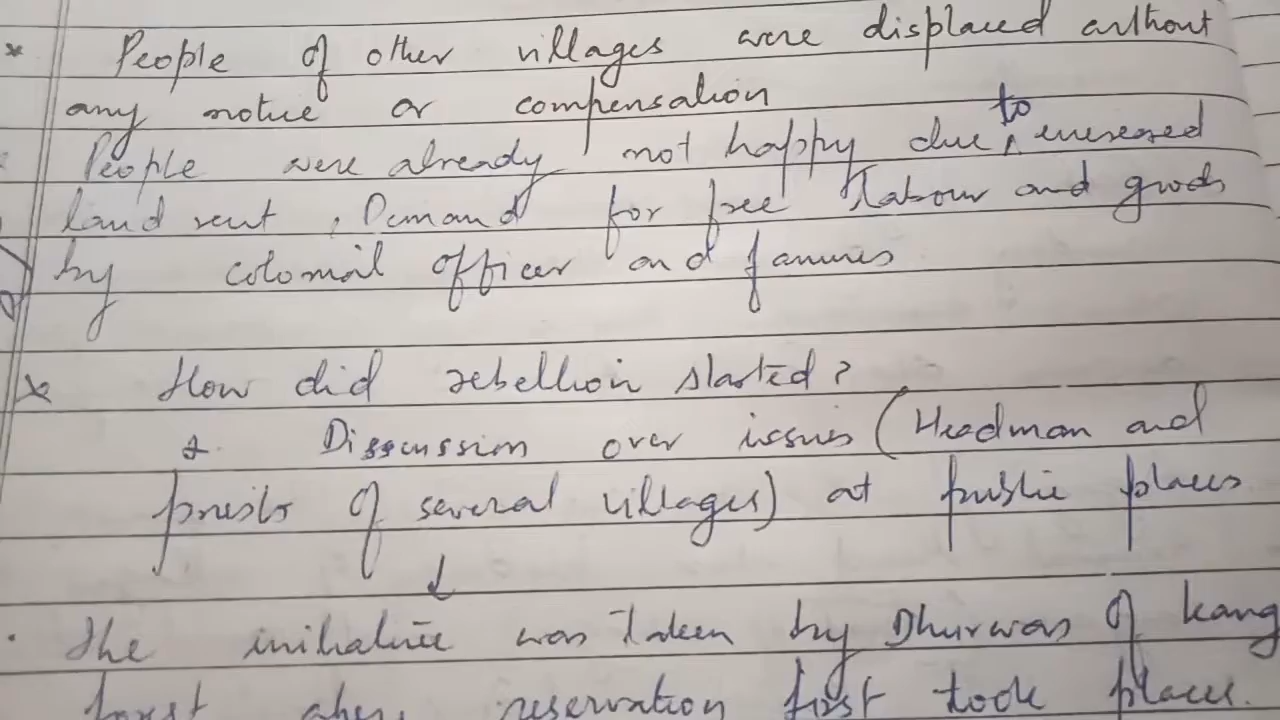 * People of other villages were displaced without
any notice or compensation
People were already not happy due to increased
land rent, Demand for free labour and goods
by colonial officer and famines
* How did rebellion started?
Discussion over issues (Headman and
priests of several villages) at public places
↓
• The initiative was taken by Dhurwas of Kang
forest where reservation first took places.